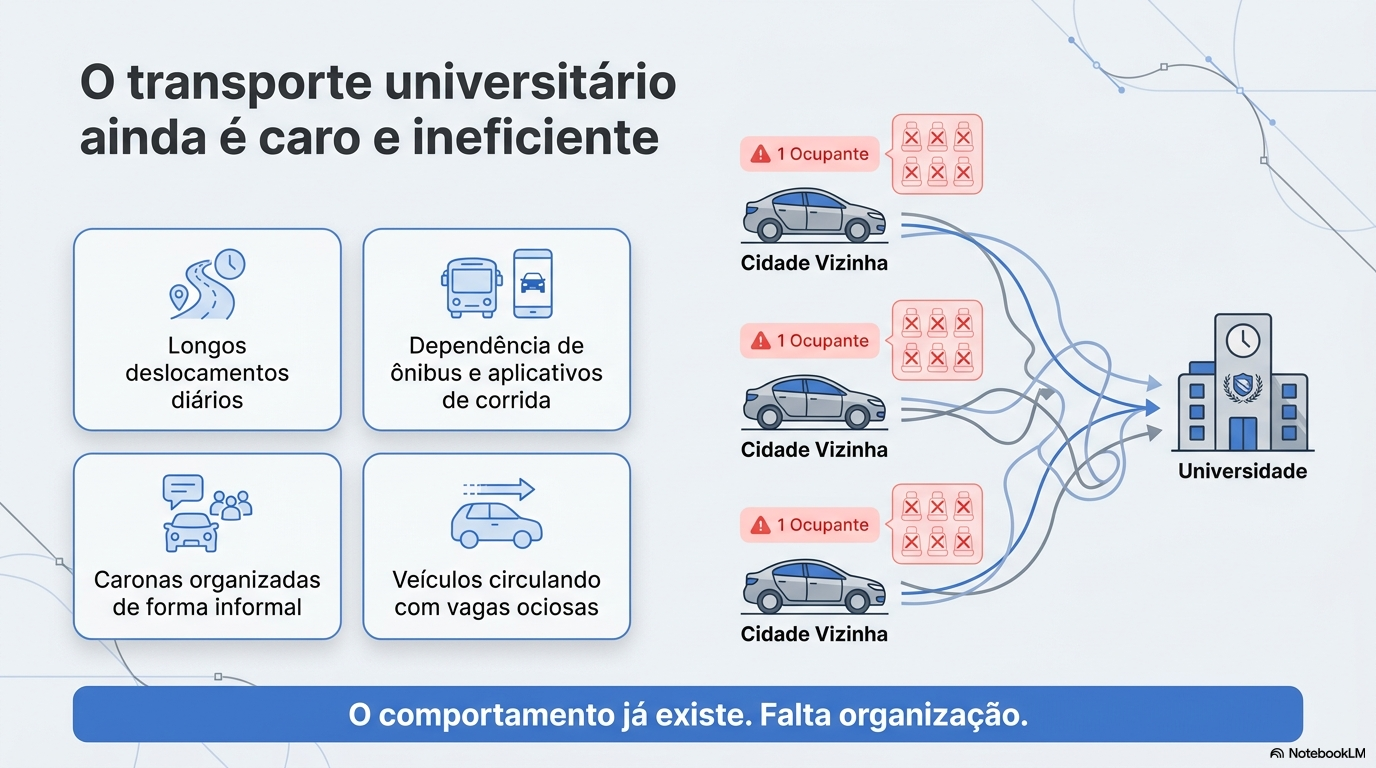 O transporte universitário
ainda é caro e ineficiente
Longos
deslocamentos
diários
Dependência de
ônibus e aplicativos
de corrida
Caronas organizadas
de forma informal
Veículos circulando
com vagas ociosas
1 Ocupante
Cidade Vizinha
1 Ocupante
Cidade Vizinha
1 Ocupante
Cidade Vizinha
Universidade
O comportamento já existe. Falta organização.
NotebookLM